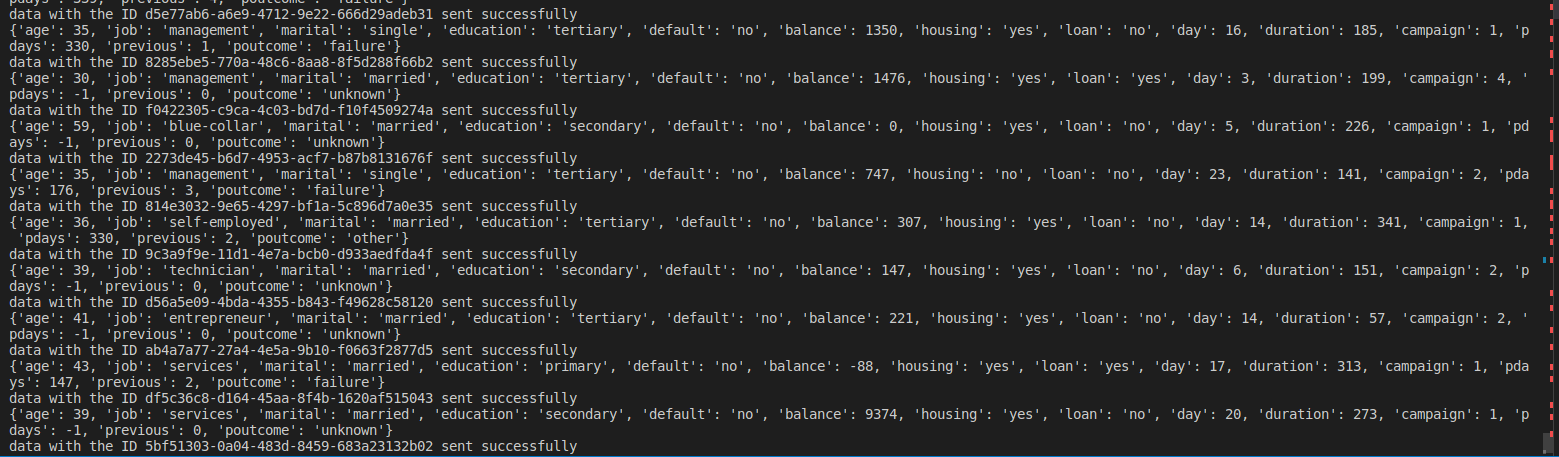 data with the ID d5e77ab6-a6e9-4712-9e22-666d29adeb31 sent successfully
{'age': 35, 'job': 'management', 'marital': 'single', 'education': 'tertiary', 'default': 'no', 'balance': 1350, 'housing': 'yes', 'loan': 'no', 'day': 16, 'duration': 185, 'campaign': 1, 'p
days': 330, 'previous': 1, 'poutcome': 'failure'}
data with the ID 8285ebe5-770a-48c6-8aa8-8f5d288f66b2 sent successfully
{'age': 30, 'job': 'management', 'marital': 'married', 'education': 'tertiary', 'default': 'no', 'balance': 1476, 'housing': 'yes', 'loan': 'yes', 'day': 3, 'duration': 199, 'campaign': 4, '
pdays': -1, 'previous': 0, 'poutcome': 'unknown'}
data with the ID f0422305-c9ca-4c03-bd7d-f10f4509274a sent successfully
{'age': 59, 'job': 'blue-collar', 'marital': 'married', 'education': 'secondary', 'default': 'no', 'balance': 0, 'housing': 'yes', 'loan': 'no', 'day': 5, 'duration': 226, 'campaign': 1, 'pd
ays': -1, 'previous': 0, 'poutcome': 'unknown'}
data with the ID 2273de45-b6d7-4953-acf7-b87b8131676f sent successfully
{'age': 35, 'job': 'management', 'marital': 'single', 'education': 'tertiary', 'default': 'no', 'balance': 747, 'housing': 'no', 'loan': 'no', 'day': 23, 'duration': 141, 'campaign': 2, 'pda
ys': 176, 'previous': 3, 'poutcome': 'failure'}
data with the ID 814e3032-9e65-4297-bf1a-5c896d7a0e35 sent successfully
{'age': 36, 'job': 'self-employed', 'marital': 'married', 'education': 'tertiary', 'default': 'no', 'balance': 307, 'housing': 'yes', 'loan': 'no', 'day': 14, 'duration': 341, 'campaign': 1,
 'pdays': 330, 'previous': 2, 'poutcome': 'other'}
data with the ID 9c3a9f9e-11d1-4e7a-bcb0-d933aedfda4f sent successfully
{'age': 39, 'job': 'technician', 'marital': 'married', 'education': 'secondary', 'default': 'no', 'balance': 147, 'housing': 'yes', 'loan': 'no', 'day': 6, 'duration': 151, 'campaign': 2, 'p
days': -1, 'previous': 0, 'poutcome': 'unknown'}
data with the ID d56a5e09-4bda-4355-b843-f49628c58120 sent successfully
{'age': 41, 'job': 'entrepreneur', 'marital': 'married', 'education': 'tertiary', 'default': 'no', 'balance': 221, 'housing': 'yes', 'loan': 'no', 'day': 14, 'duration': 57, 'campaign': 2, '
pdays': -1, 'previous': 0, 'poutcome': 'unknown'}
data with the ID ab4a7a77-27a4-4e5a-9b10-f0663f2877d5 sent successfully
{'age': 43, 'job': 'services', 'marital': 'married', 'education': 'primary', 'default': 'no', 'balance': -88, 'housing': 'yes', 'loan': 'yes', 'day': 17, 'duration': 313, 'campaign': 1, 'pda
ys': 147, 'previous': 2, 'poutcome': 'failure'}
data with the ID df5c36c8-d164-45aa-8f4b-1620af515043 sent successfully
{'age': 39, 'job': 'services', 'marital': 'married', 'education': 'secondary', 'default': 'no', 'balance': 9374, 'housing': 'yes', 'loan': 'no', 'day': 20, 'duration': 273, 'campaign': 1, 'p
days': -1, 'previous': 0, 'poutcome': 'unknown'}
data with the ID 5bf51303-0a04-483d-8459-683a23132b02 sent successfully